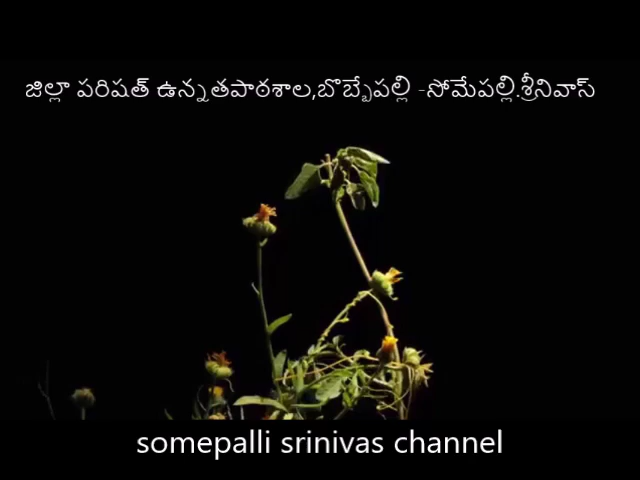 జిల్లా పరిషత్ ఉన్నతపాఠశాల,బొబ్బేపల్లి -సోమేపల్లి.శ్రీనివాస్
somepalli srinivas channel